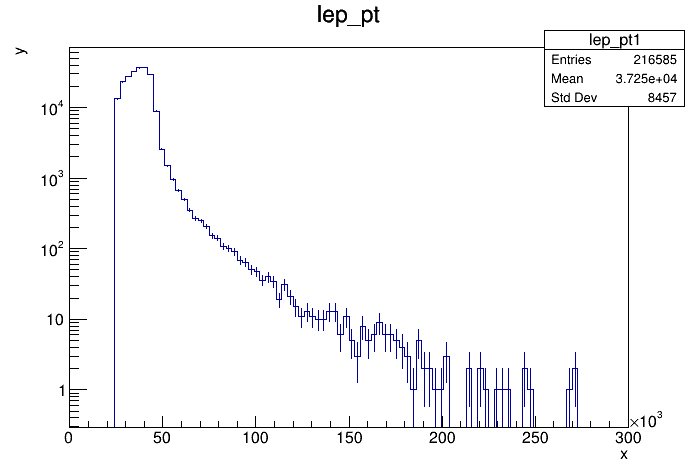 lep_pt
y
lep_pt1
Entries 216585
Mean 3.725e+04
Std Dev 8457
10⁴
10³
10²
10
1
0 50 100 150 200 250 300
×10³
x